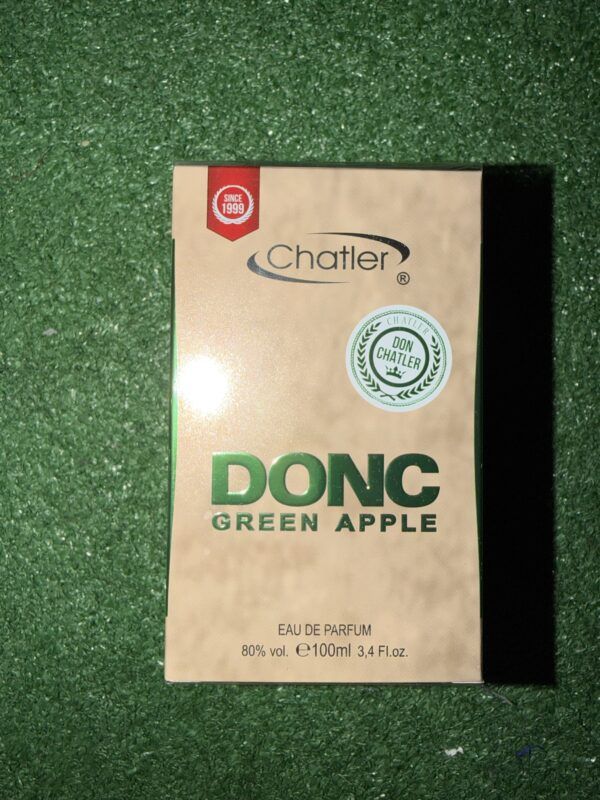 SINCE
1999
Chatler
®
CHATLER
DON
CHATLER
DONC
GREEN APPLE
EAU DE PARFUM
80% vol. ℮100ml 3,4 Fl.oz.